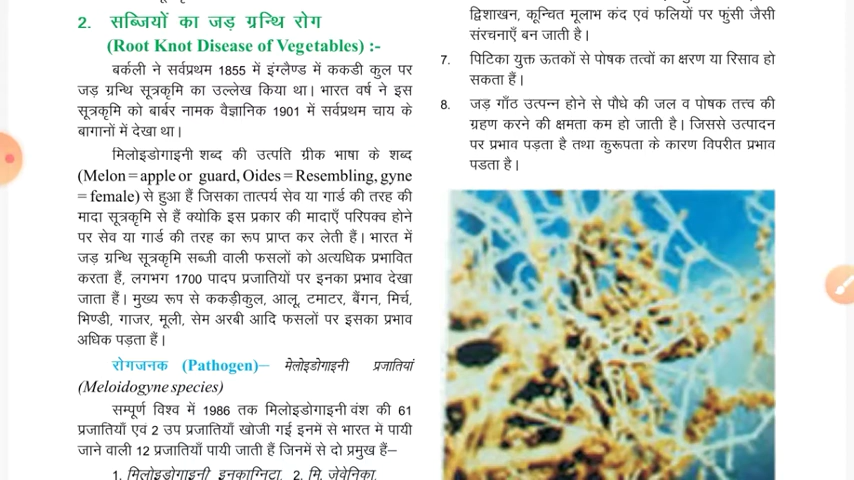 2. सब्जियों का जड़ ग्रन्थि रोग
(Root Knot Disease of Vegetables) :-
बर्कली ने सर्वप्रथम 1855 में इंग्लैण्ड में ककडी कुल पर
जड़ ग्रन्थि सूत्रकृमि का उल्लेख किया था। भारत वर्ष ने इस
सूत्रकृमि को बार्बर नामक वैज्ञानिक 1901 में सर्वप्रथम चाय के
बागानों में देखा था।
मिलोइडोगाइनी शब्द की उत्पति ग्रीक भाषा के शब्द
(Melon = apple or guard, Oides = Resembling, gyne
= female) से हुआ हैं जिसका तात्पर्य सेव या गार्ड की तरह की
मादा सूत्रकृमि से हैं क्योकि इस प्रकार की मादाएँ परिपक्व होने
पर सेव या गार्ड की तरह का रूप प्राप्त कर लेती हैं। भारत में
जड़ ग्रन्थि सूत्रकृमि सब्जी वाली फसलों को अत्यधिक प्रभावित
करता हैं, लगभग 1700 पादप प्रजातियों पर इनका प्रभाव देखा
जाता हैं। मुख्य रूप से ककड़ीकुल, आलू, टमाटर, बैंगन, मिर्च,
भिण्डी, गाजर, मूली, सेम अरबी आदि फसलों पर इसका प्रभाव
अधिक पड़ता हैं।
रोगजनक (Pathogen)– मेलोइडोगाइनी प्रजातियां
(Meloidogyne species)
सम्पूर्ण विश्व में 1986 तक मिलोइडोगाइनी वंश की 61
प्रजातियाँ एवं 2 उप प्रजातियाँ खोजी गई इनमें से भारत में पायी
जाने वाली 12 प्रजातियाँ पायी जाती हैं जिनमें से दो प्रमुख हैं–
1. मिलोइडोगाइनी इनकाग्निटा, 2. मि. जेवेनिका,
द्विशाखन, कून्चित मूलाभ कंद एवं फलियों पर फुंसी जैसी
संरचनाएँ बन जाती है।
7. पिटिका युक्त ऊतकों से पोषक तत्वों का क्षरण या रिसाव हो
सकता हैं।
8. जड़ गाँठ उत्पन्न होने से पौधे की जल व पोषक तत्त्व की
ग्रहण करने की क्षमता कम हो जाती है। जिससे उत्पादन
पर प्रभाव पड़ता है तथा कुरूपता के कारण विपरीत प्रभाव
पडता है।